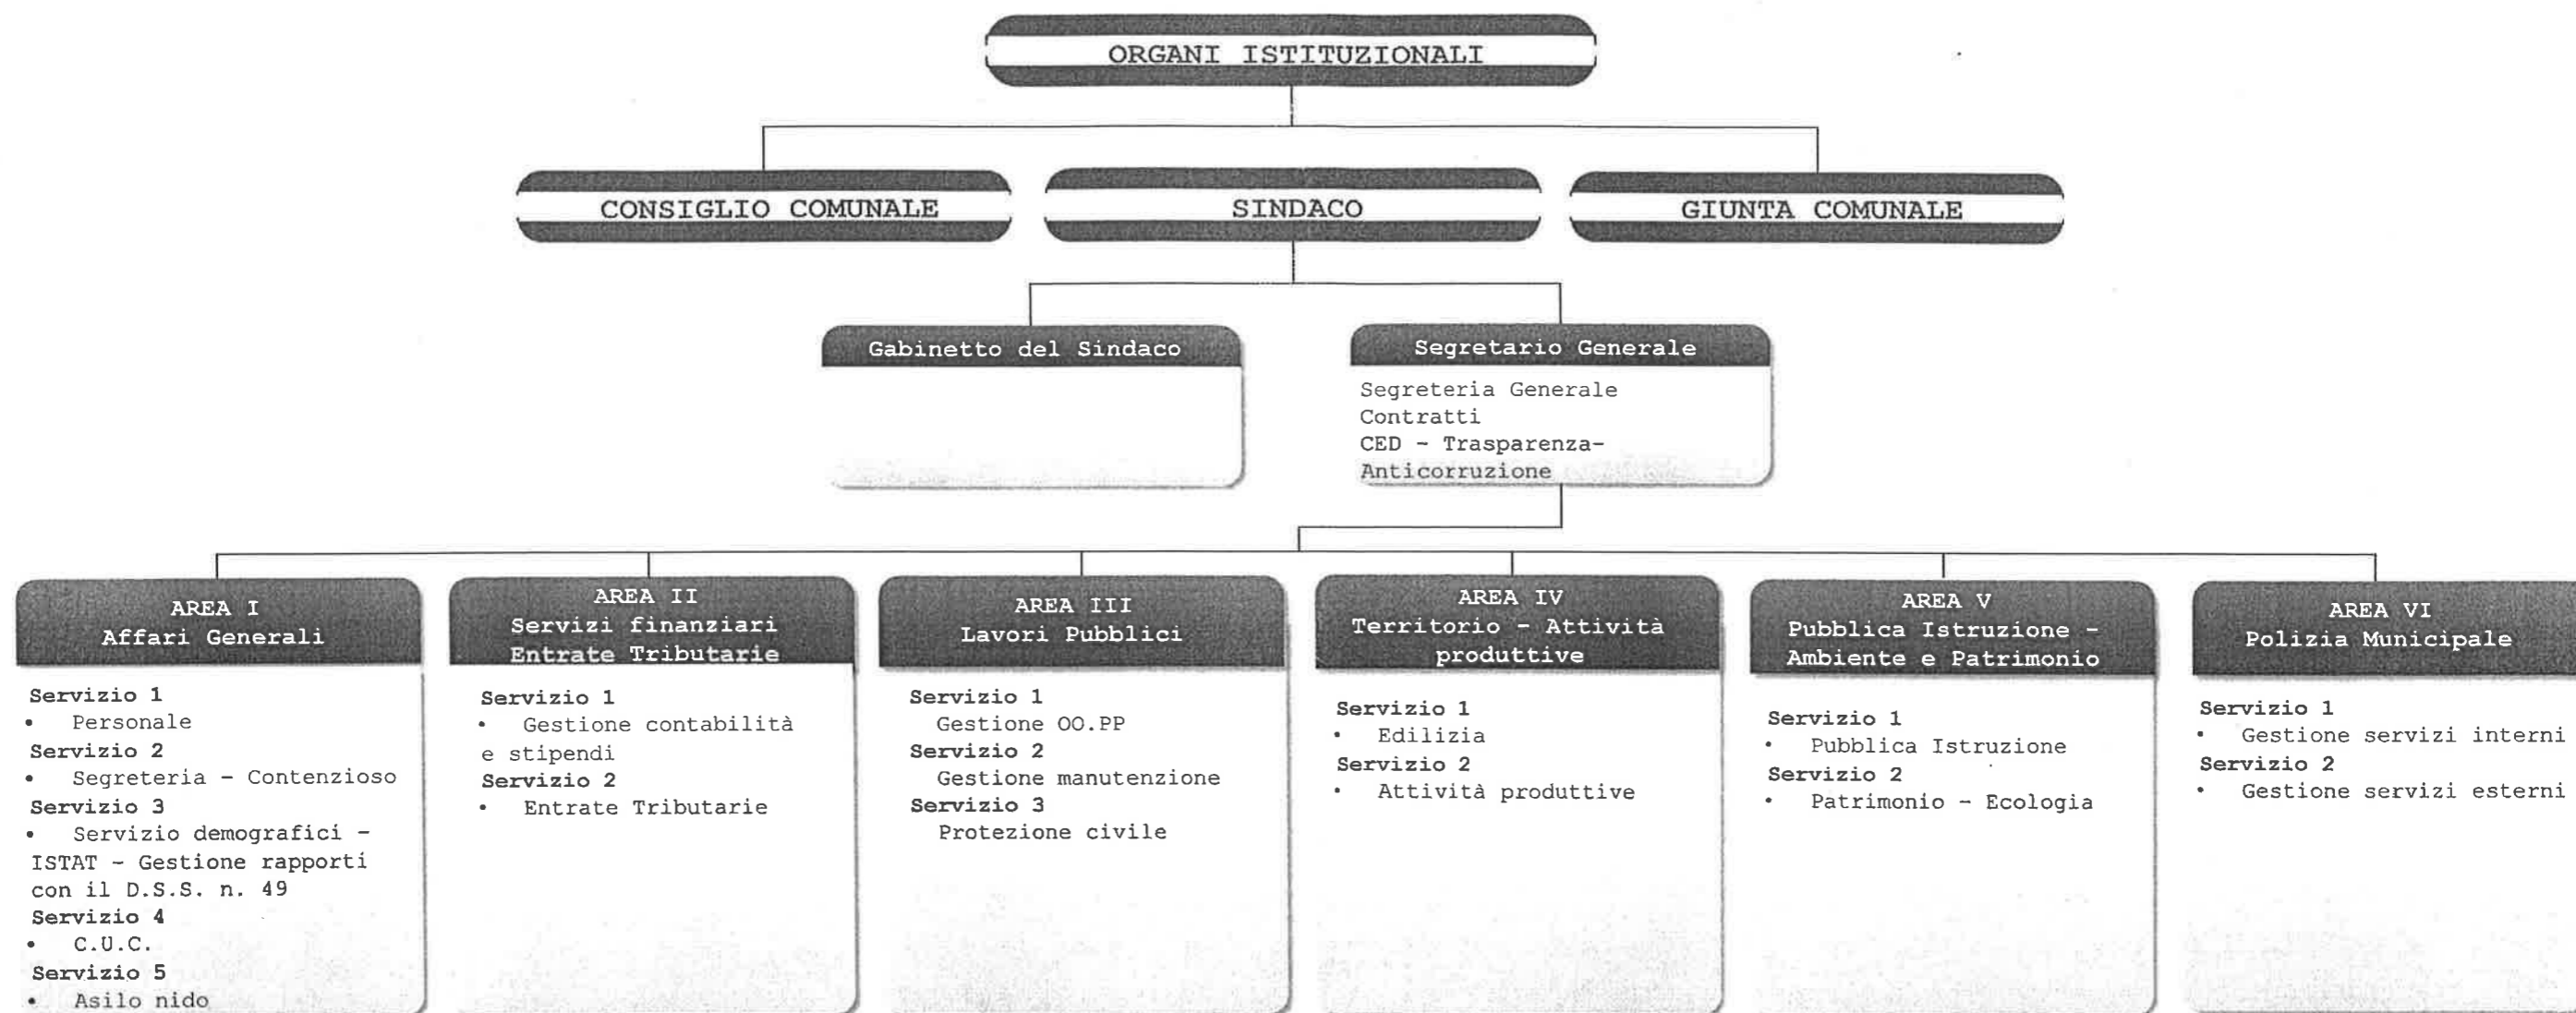 ORGANI ISTITUZIONALI
CONSIGLIO COMUNALE
SINDACO
GIUNTA COMUNALE
Gabinetto del Sindaco
Segretario Generale
Segreteria Generale
Contratti
CED - Trasparenza-
Anticorruzione
AREA I
Affari Generali
Servizio 1
• Personale
Servizio 2
• Segreteria - Contenzioso
Servizio 3
• Servizio demografici -
ISTAT - Gestione rapporti
con il D.S.S. n. 49
Servizio 4
• C.U.C.
Servizio 5
• Asilo nido
AREA II
Servizi finanziari
Entrate Tributarie
Servizio 1
• Gestione contabilità
e stipendi
Servizio 2
• Entrate Tributarie
AREA III
Lavori Pubblici
Servizio 1
Gestione OO.PP
Servizio 2
Gestione manutenzione
Servizio 3
Protezione civile
AREA IV
Territorio - Attività
produttive
Servizio 1
• Edilizia
Servizio 2
• Attività produttive
AREA V
Pubblica Istruzione -
Ambiente e Patrimonio
Servizio 1
• Pubblica Istruzione
Servizio 2
• Patrimonio - Ecologia
AREA VI
Polizia Municipale
Servizio 1
• Gestione servizi interni
Servizio 2
• Gestione servizi esterni